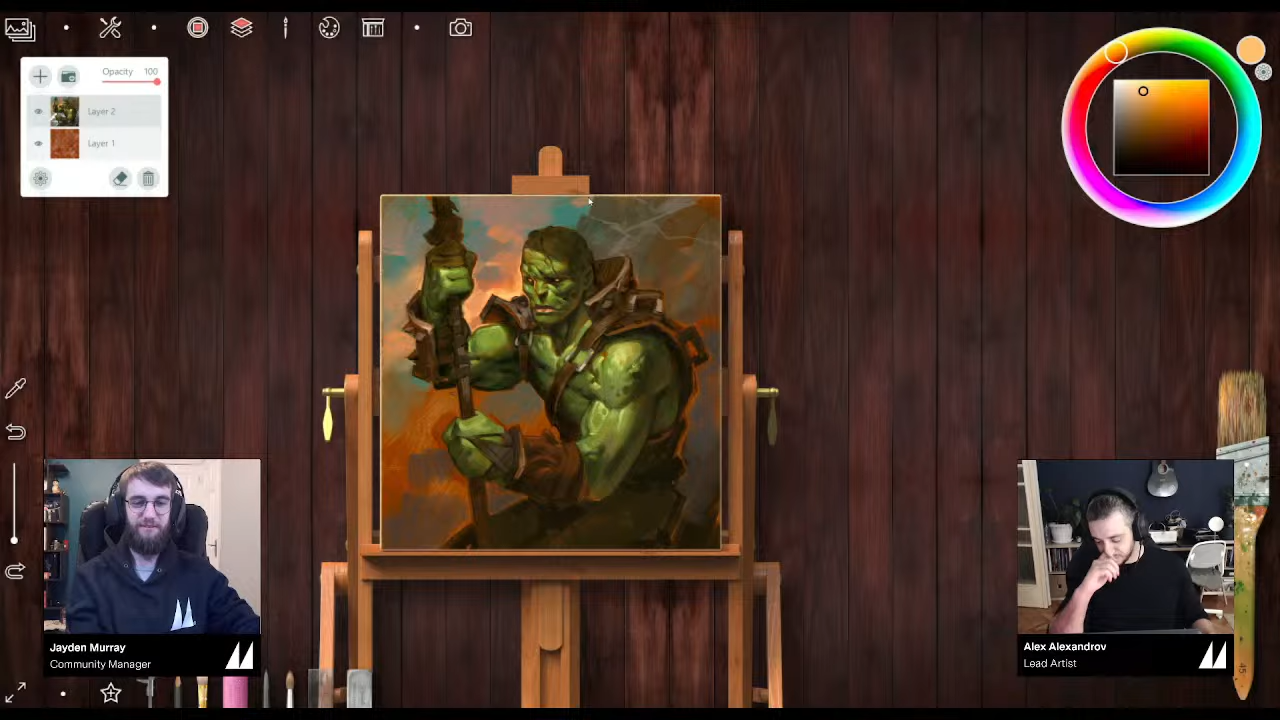 Opacity 100
Layer 2
Layer 1
Jayden Murray
Community Manager
Alex Alexandrov
Lead Artist